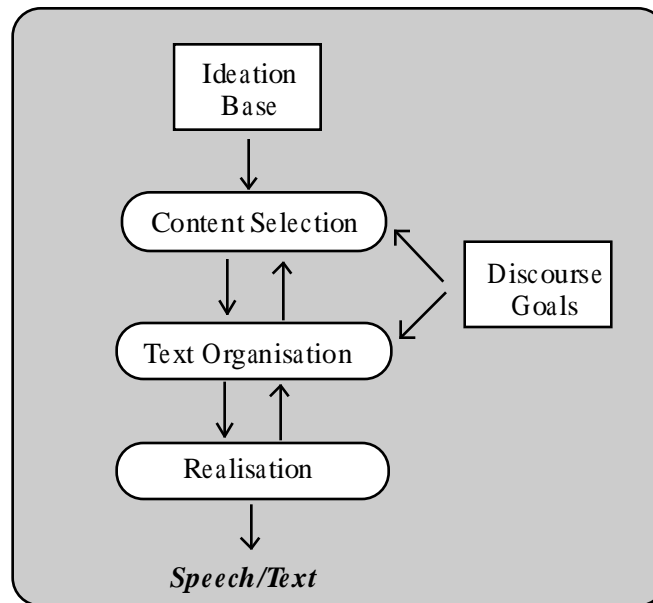 Ideation
Base
Content Selection
Discourse
Goals
Text Organisation
Realisation
Speech/Text